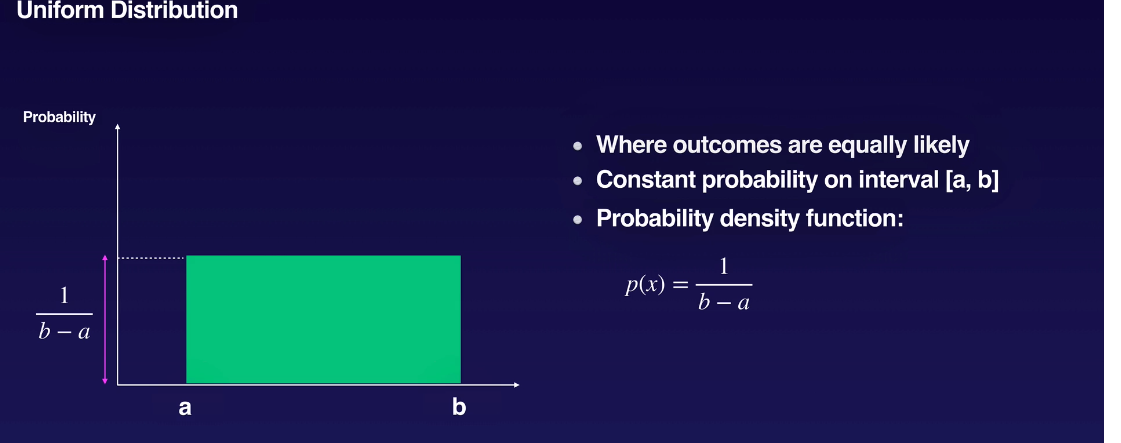 Uniform Distribution
Probability
1
b − a
a
b
• Where outcomes are equally likely
• Constant probability on interval [a, b]
• Probability density function:
p(x) = 1
b − a